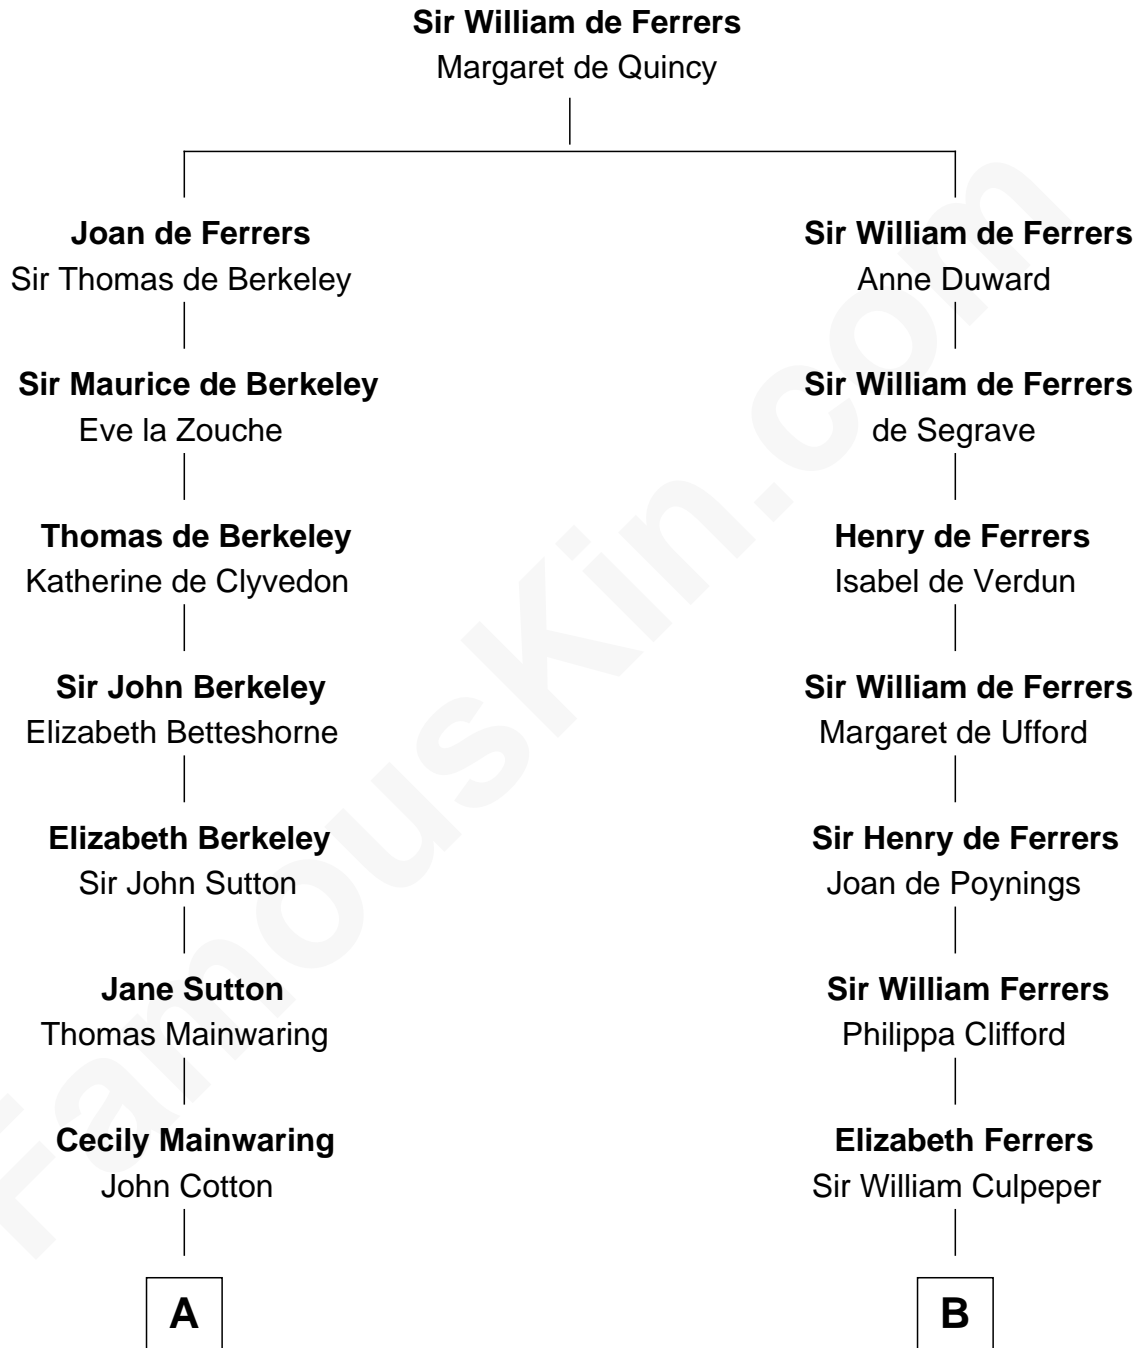 Sir William de Ferrers
Margaret de Quincy
Joan de Ferrers
Sir Thomas de Berkeley
Sir William de Ferrers
Anne Duward
Sir Maurice de Berkeley
Eve la Zouche
Sir William de Ferrers
de Segrave
Thomas de Berkeley
Katherine de Clyvedon
Henry de Ferrers
Isabel de Verdun
Sir John Berkeley
Elizabeth Betteshorne
Sir William de Ferrers
Margaret de Ufford
Elizabeth Berkeley
Sir John Sutton
Sir Henry de Ferrers
Joan de Poynings
Jane Sutton
Thomas Mainwaring
Sir William Ferrers
Philippa Clifford
Cecily Mainwaring
John Cotton
Elizabeth Ferrers
Sir William Culpeper
A
B
FamousKin.com